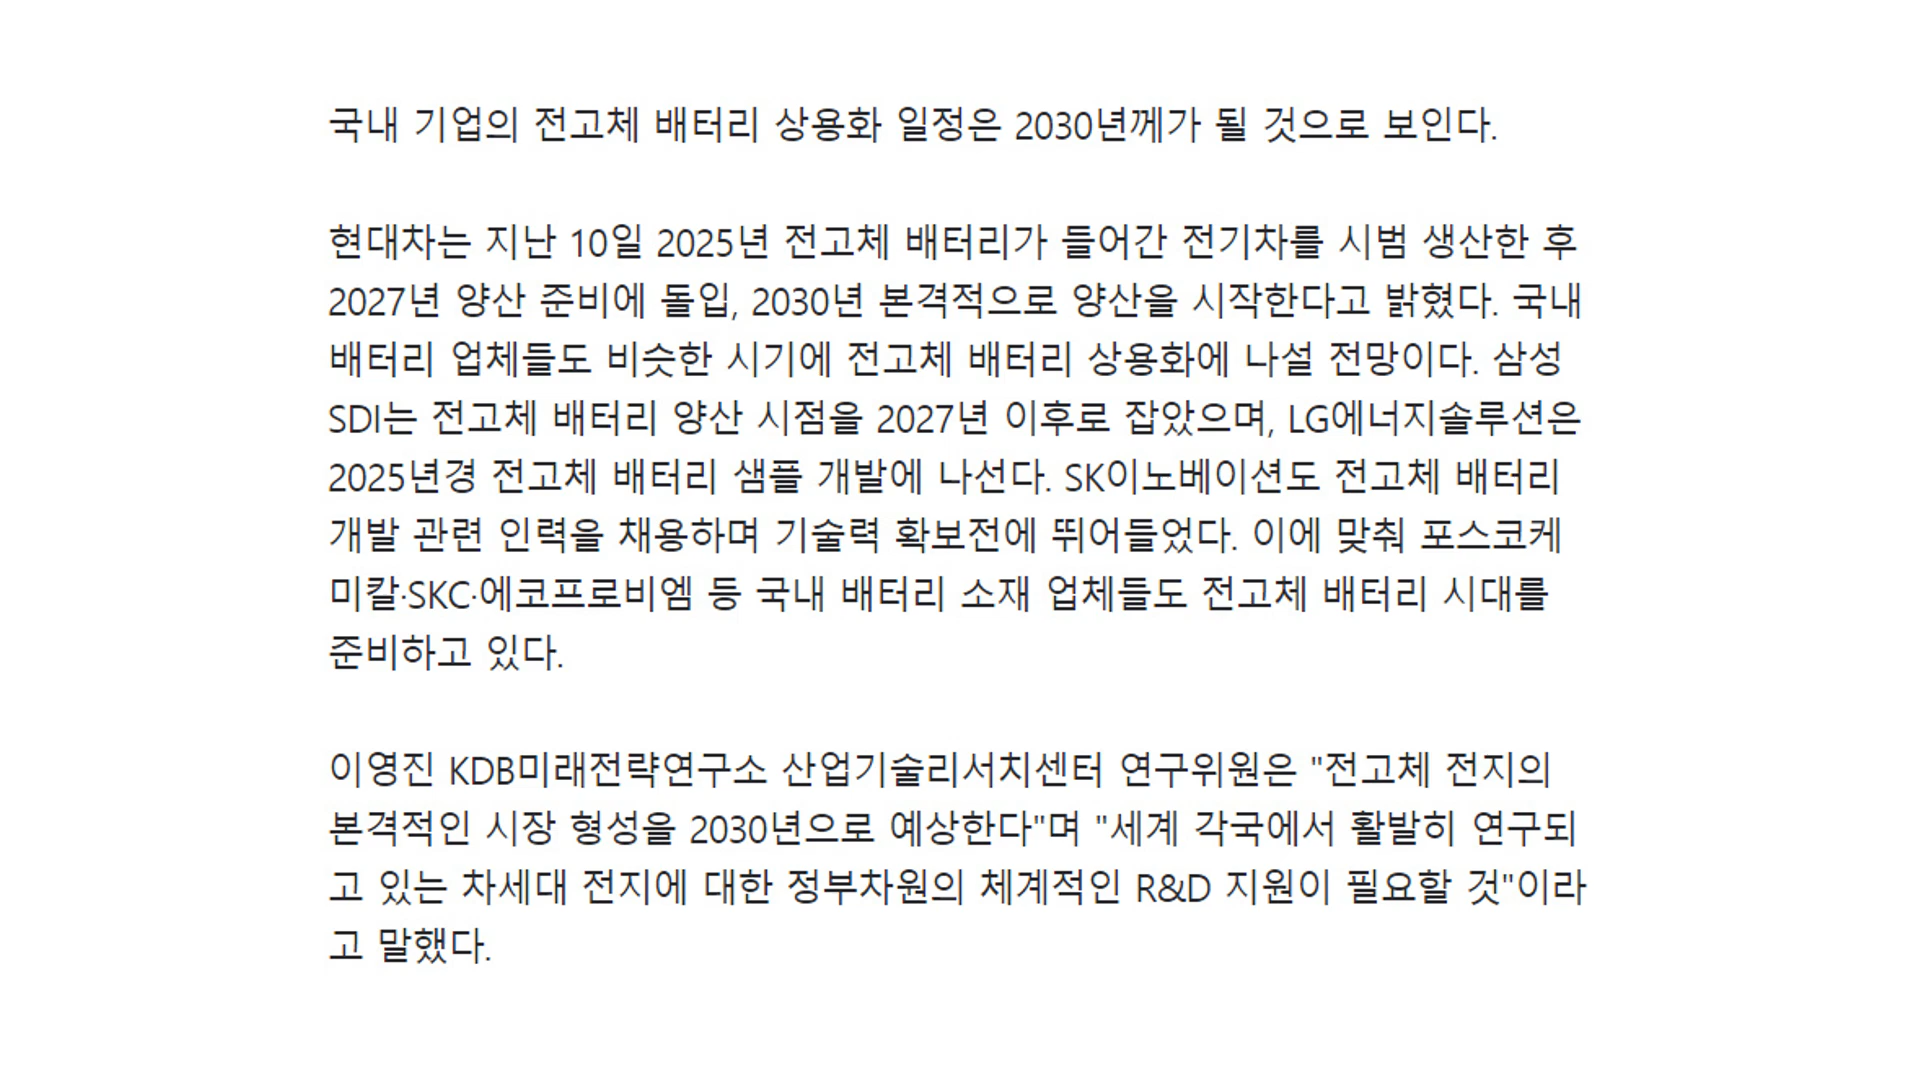 국내 기업의 전고체 배터리 상용화 일정은 2030년께가 될 것으로 보인다.
현대차는 지난 10일 2025년 전고체 배터리가 들어간 전기차를 시범 생산한 후
2027년 양산 준비에 돌입, 2030년 본격적으로 양산을 시작한다고 밝혔다. 국내
배터리 업체들도 비슷한 시기에 전고체 배터리 상용화에 나설 전망이다. 삼성
SDI는 전고체 배터리 양산 시점을 2027년 이후로 잡았으며, LG에너지솔루션은
2025년경 전고체 배터리 샘플 개발에 나선다. SK이노베이션도 전고체 배터리
개발 관련 인력을 채용하며 기술력 확보전에 뛰어들었다. 이에 맞춰 포스코케
미칼·SKC·에코프로비엠 등 국내 배터리 소재 업체들도 전고체 배터리 시대를
준비하고 있다.
이영진 KDB미래전략연구소 산업기술리서치센터 연구위원은 "전고체 전지의
본격적인 시장 형성을 2030년으로 예상한다"며 "세계 각국에서 활발히 연구되
고 있는 차세대 전지에 대한 정부차원의 체계적인 R&D 지원이 필요할 것"이라
고 말했다.